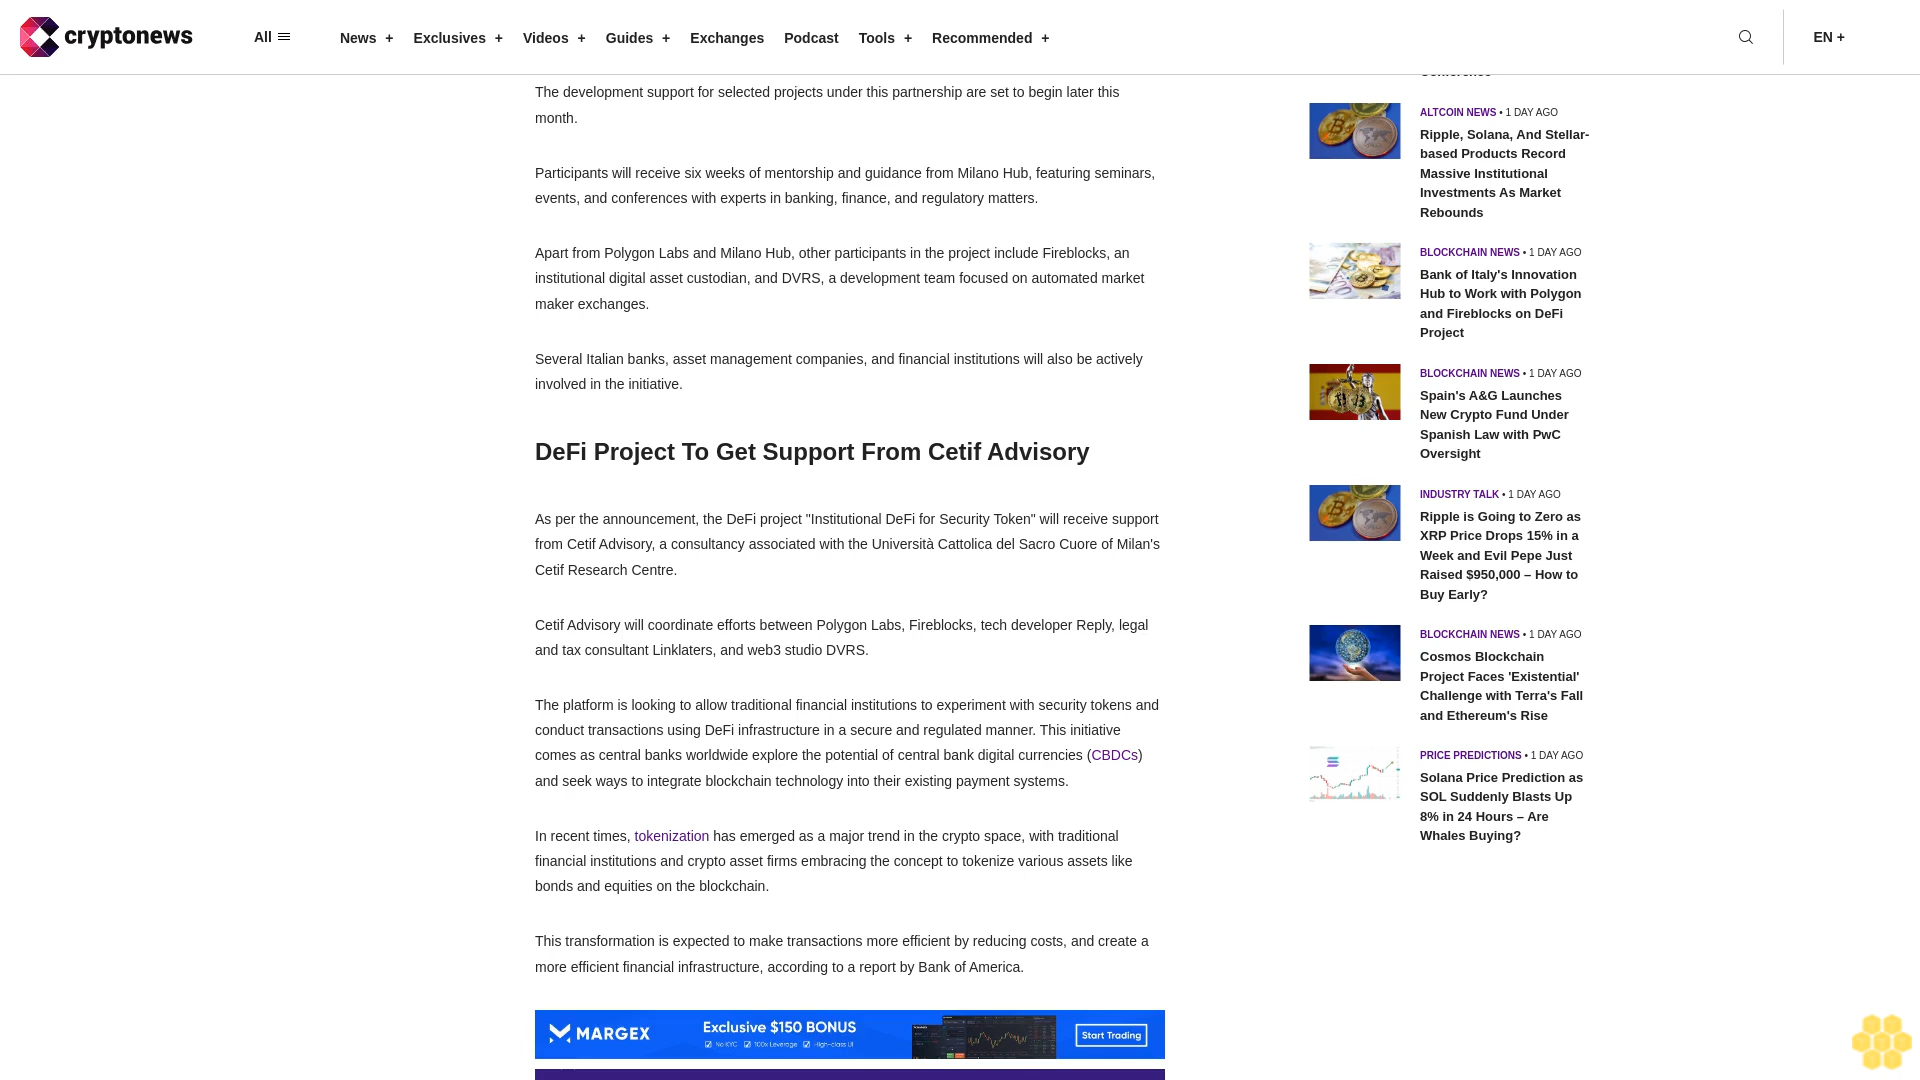 cryptonews
All
News +
Exclusives +
Videos +
Guides +
Exchanges
Podcast
Tools +
Recommended +
EN +
The development support for selected projects under this partnership are set to begin later this
month.
Participants will receive six weeks of mentorship and guidance from Milano Hub, featuring seminars,
events, and conferences with experts in banking, finance, and regulatory matters.
Apart from Polygon Labs and Milano Hub, other participants in the project include Fireblocks, an
institutional digital asset custodian, and DVRS, a development team focused on automated market
maker exchanges.
Several Italian banks, asset management companies, and financial institutions will also be actively
involved in the initiative.
DeFi Project To Get Support From Cetif Advisory
As per the announcement, the DeFi project "Institutional DeFi for Security Token" will receive support
from Cetif Advisory, a consultancy associated with the Università Cattolica del Sacro Cuore of Milan's
Cetif Research Centre.
Cetif Advisory will coordinate efforts between Polygon Labs, Fireblocks, tech developer Reply, legal
and tax consultant Linklaters, and web3 studio DVRS.
The platform is looking to allow traditional financial institutions to experiment with security tokens and
conduct transactions using DeFi infrastructure in a secure and regulated manner. This initiative
comes as central banks worldwide explore the potential of central bank digital currencies (CBDCs)
and seek ways to integrate blockchain technology into their existing payment systems.
In recent times, tokenization has emerged as a major trend in the crypto space, with traditional
financial institutions and crypto asset firms embracing the concept to tokenize various assets like
bonds and equities on the blockchain.
This transformation is expected to make transactions more efficient by reducing costs, and create a
more efficient financial infrastructure, according to a report by Bank of America.
MARGEX
Exclusive $150 BONUS
No KYC 100x Leverage High-class UI
Start Trading
Conference
ALTCOIN NEWS • 1 DAY AGO
Ripple, Solana, And Stellar-
based Products Record
Massive Institutional
Investments As Market
Rebounds
BLOCKCHAIN NEWS • 1 DAY AGO
Bank of Italy's Innovation
Hub to Work with Polygon
and Fireblocks on DeFi
Project
BLOCKCHAIN NEWS • 1 DAY AGO
Spain's A&G Launches
New Crypto Fund Under
Spanish Law with PwC
Oversight
INDUSTRY TALK • 1 DAY AGO
Ripple is Going to Zero as
XRP Price Drops 15% in a
Week and Evil Pepe Just
Raised $950,000 – How to
Buy Early?
BLOCKCHAIN NEWS • 1 DAY AGO
Cosmos Blockchain
Project Faces 'Existential'
Challenge with Terra's Fall
and Ethereum's Rise
PRICE PREDICTIONS • 1 DAY AGO
Solana Price Prediction as
SOL Suddenly Blasts Up
8% in 24 Hours – Are
Whales Buying?